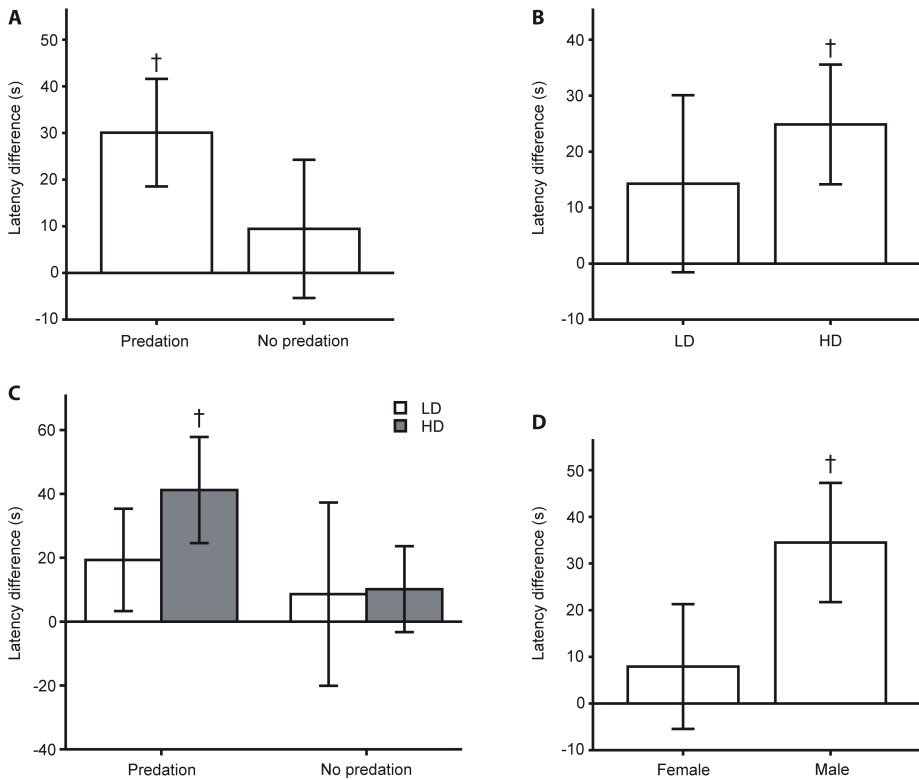 A
Latency difference (s)
50
40
30
20
10
0
-10
†
Predation
No predation
B
Latency difference (s)
40
30
20
10
0
-10
†
LD
HD
C
Latency difference (s)
60
40
20
0
-20
-40
†
LD
HD
Predation
No predation
D
Latency difference (s)
50
40
30
20
10
0
-10
†
Female
Male